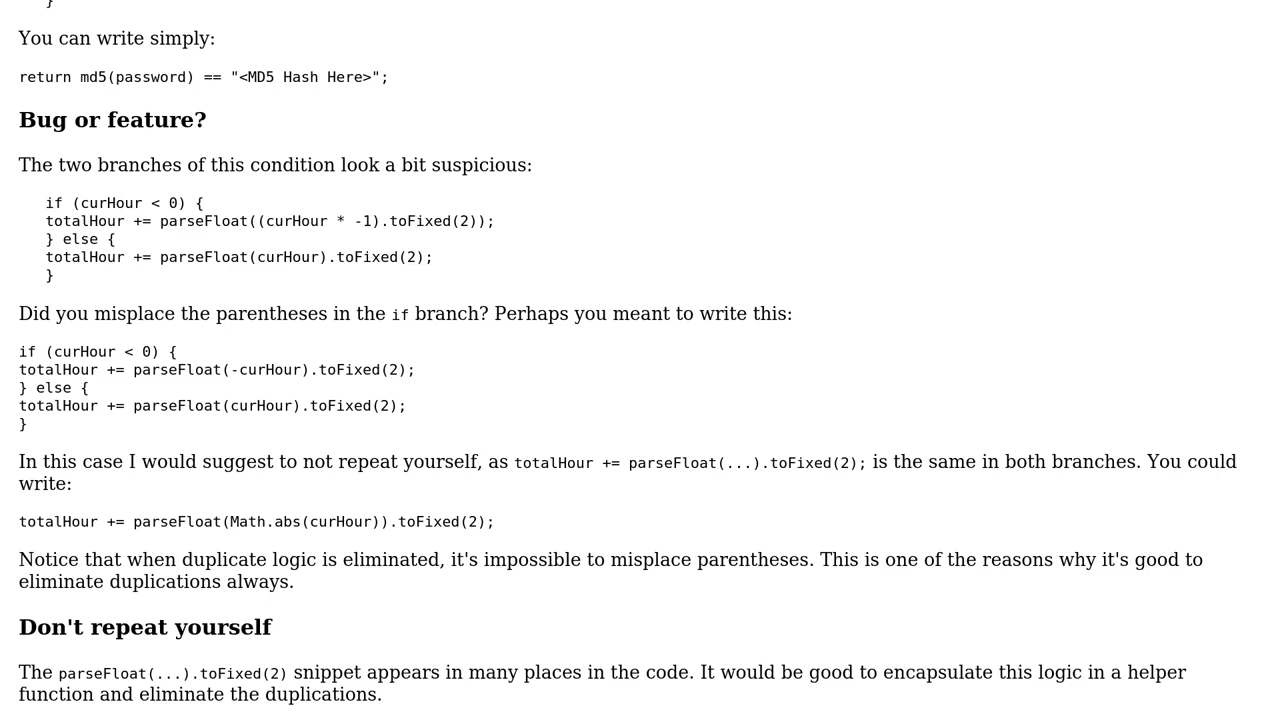 }
You can write simply:
return md5(password) == "<MD5 Hash Here>";
Bug or feature?
The two branches of this condition look a bit suspicious:
if (curHour < 0) {
totalHour += parseFloat((curHour * -1).toFixed(2));
} else {
totalHour += parseFloat(curHour).toFixed(2);
}
Did you misplace the parentheses in the if branch? Perhaps you meant to write this:
if (curHour < 0) {
totalHour += parseFloat(-curHour).toFixed(2);
} else {
totalHour += parseFloat(curHour).toFixed(2);
}
In this case I would suggest to not repeat yourself, as totalHour += parseFloat(...).toFixed(2); is the same in both branches. You could
write:
totalHour += parseFloat(Math.abs(curHour)).toFixed(2);
Notice that when duplicate logic is eliminated, it's impossible to misplace parentheses. This is one of the reasons why it's good to
eliminate duplications always.
Don't repeat yourself
The parseFloat(...).toFixed(2) snippet appears in many places in the code. It would be good to encapsulate this logic in a helper
function and eliminate the duplications.